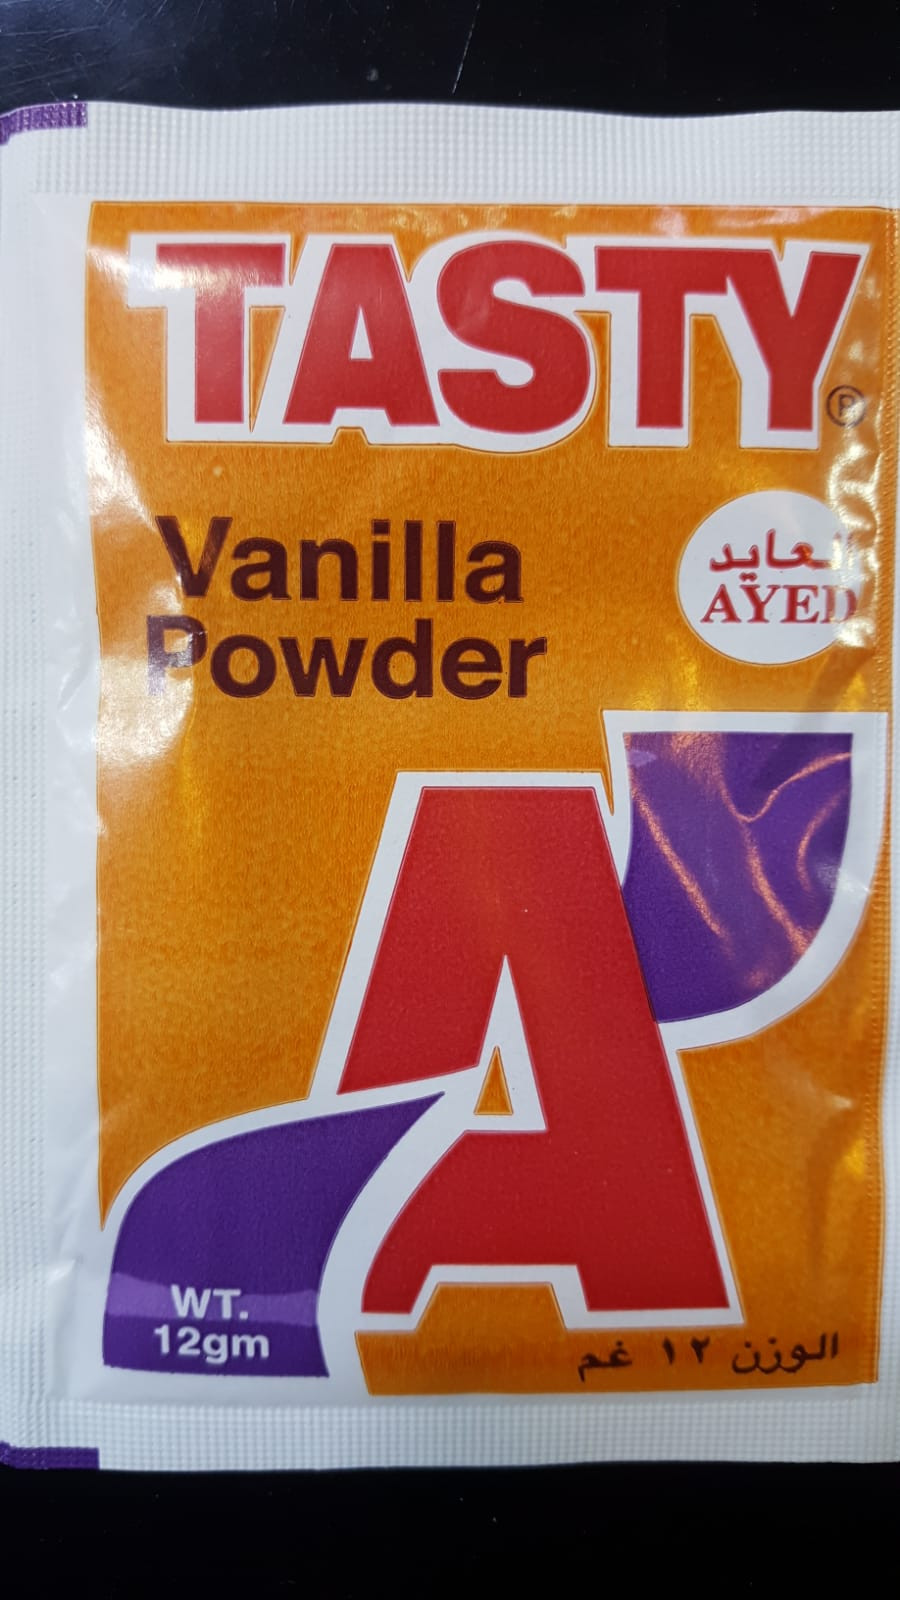 TASTY
®
Vanilla
Powder
العايد
AYED
A
WT.
12gm
الوزن ١٢ غم